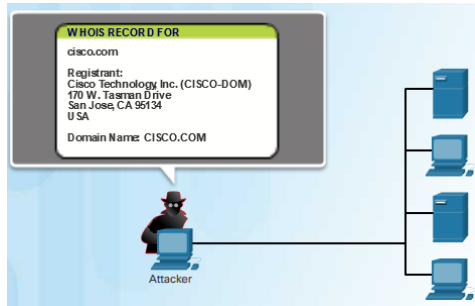 WHOIS RECORD FOR
cisco.com
Registrant:
Cisco Technology, Inc. (CISCO-DOM)
170 W. Tasman Drive
San Jose, CA 95134
USA
Domain Name: CISCO.COM
Attacker